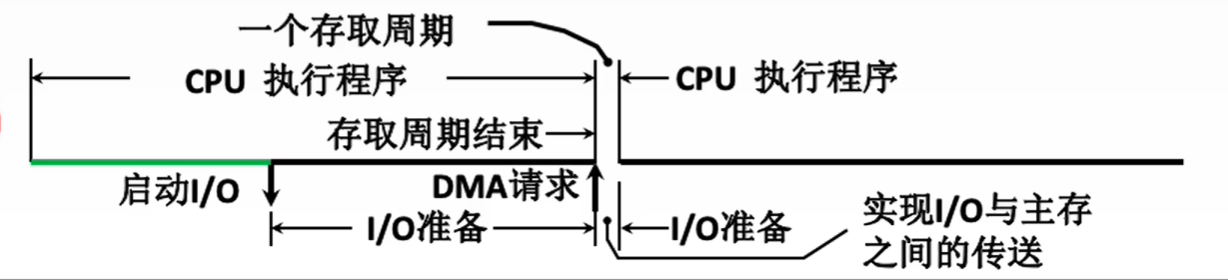 一个存取周期
CPU 执行程序
CPU 执行程序
存取周期结束
启动I/O
DMA请求
I/O准备
I/O准备
实现I/O与主存
之间的传送